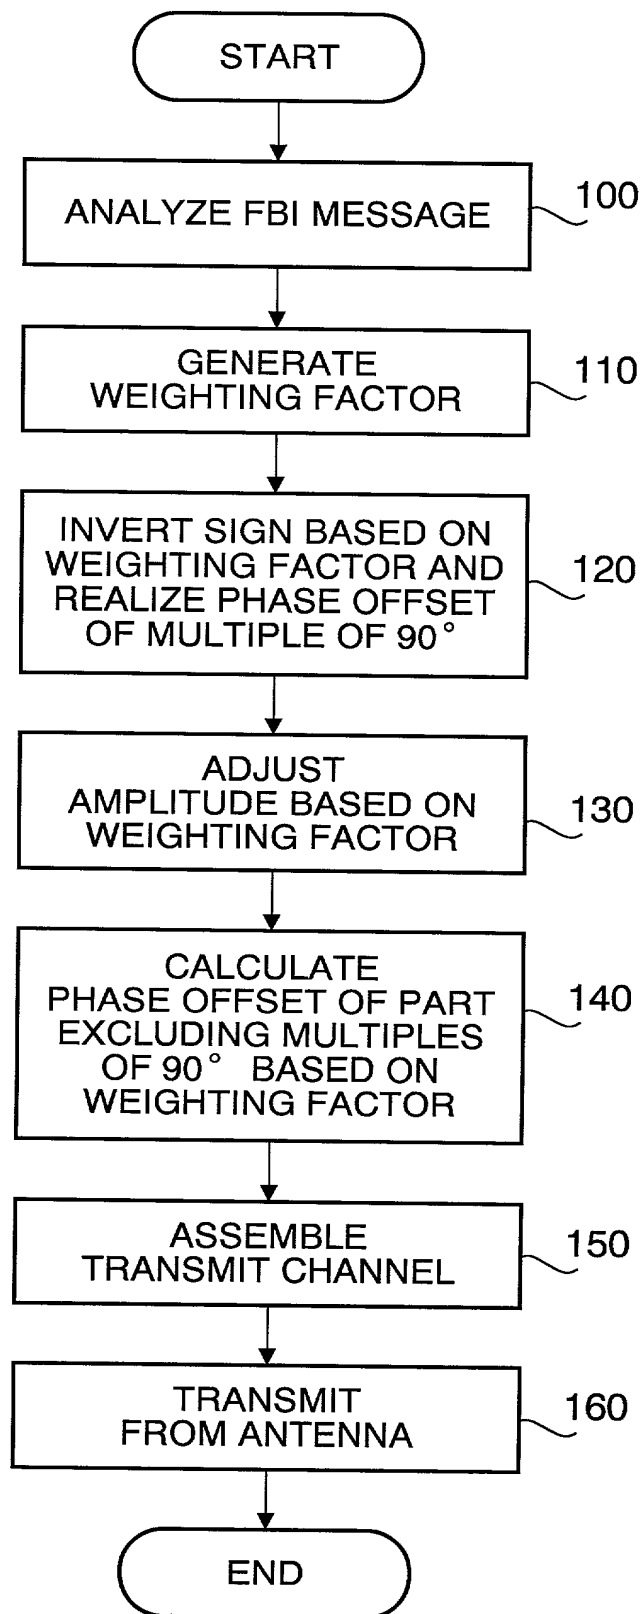 START
ANALYZE FBI MESSAGE
100
GENERATE
WEIGHTING FACTOR
110
INVERT SIGN BASED ON
WEIGHTING FACTOR AND
REALIZE PHASE OFFSET
OF MULTIPLE OF 90°
120
ADJUST
AMPLITUDE BASED ON
WEIGHTING FACTOR
130
CALCULATE
PHASE OFFSET OF PART
EXCLUDING MULTIPLES
OF 90° BASED ON
WEIGHTING FACTOR
140
ASSEMBLE
TRANSMIT CHANNEL
150
TRANSMIT
FROM ANTENNA
160
END